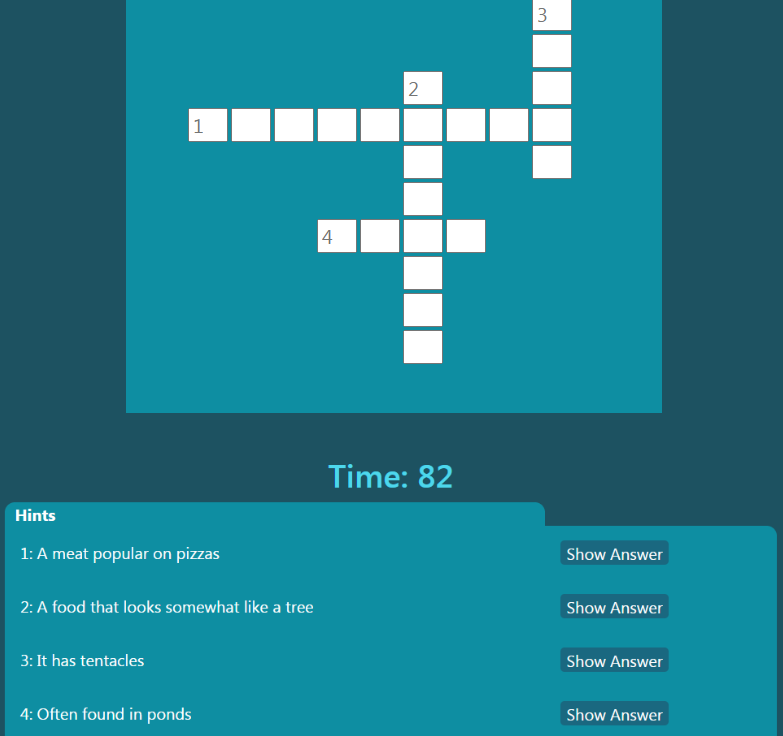 3
2
1
4
Time: 82
Hints
1: A meat popular on pizzas
Show Answer
2: A food that looks somewhat like a tree
Show Answer
3: It has tentacles
Show Answer
4: Often found in ponds
Show Answer